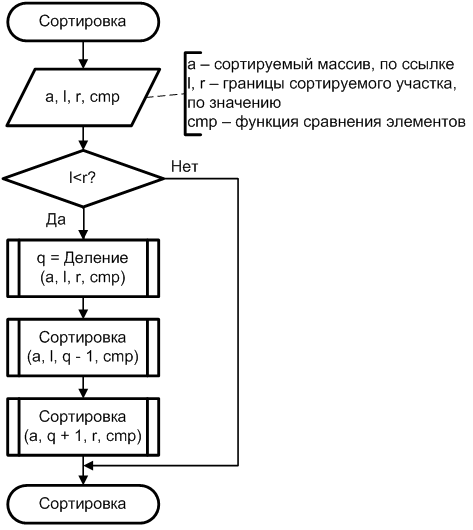 Сортировка
a, l, r, cmp
a – сортируемый массив, по ссылке
l, r – границы сортируемого участка,
по значению
cmp – функция сравнения элементов
l<r?
Нет
Да
q = Деление
(a, l, r, cmp)
Сортировка
(a, l, q - 1, cmp)
Сортировка
(a, q + 1, r, cmp)
Сортировка